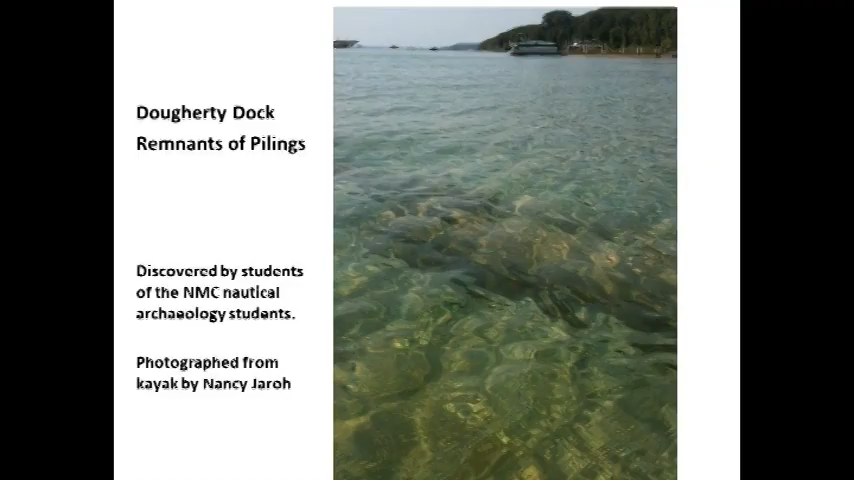 Dougherty Dock
Remnants of Pilings
Discovered by students
of the NMC nautical
archaeology students.
Photographed from
kayak by Nancy Jaroh